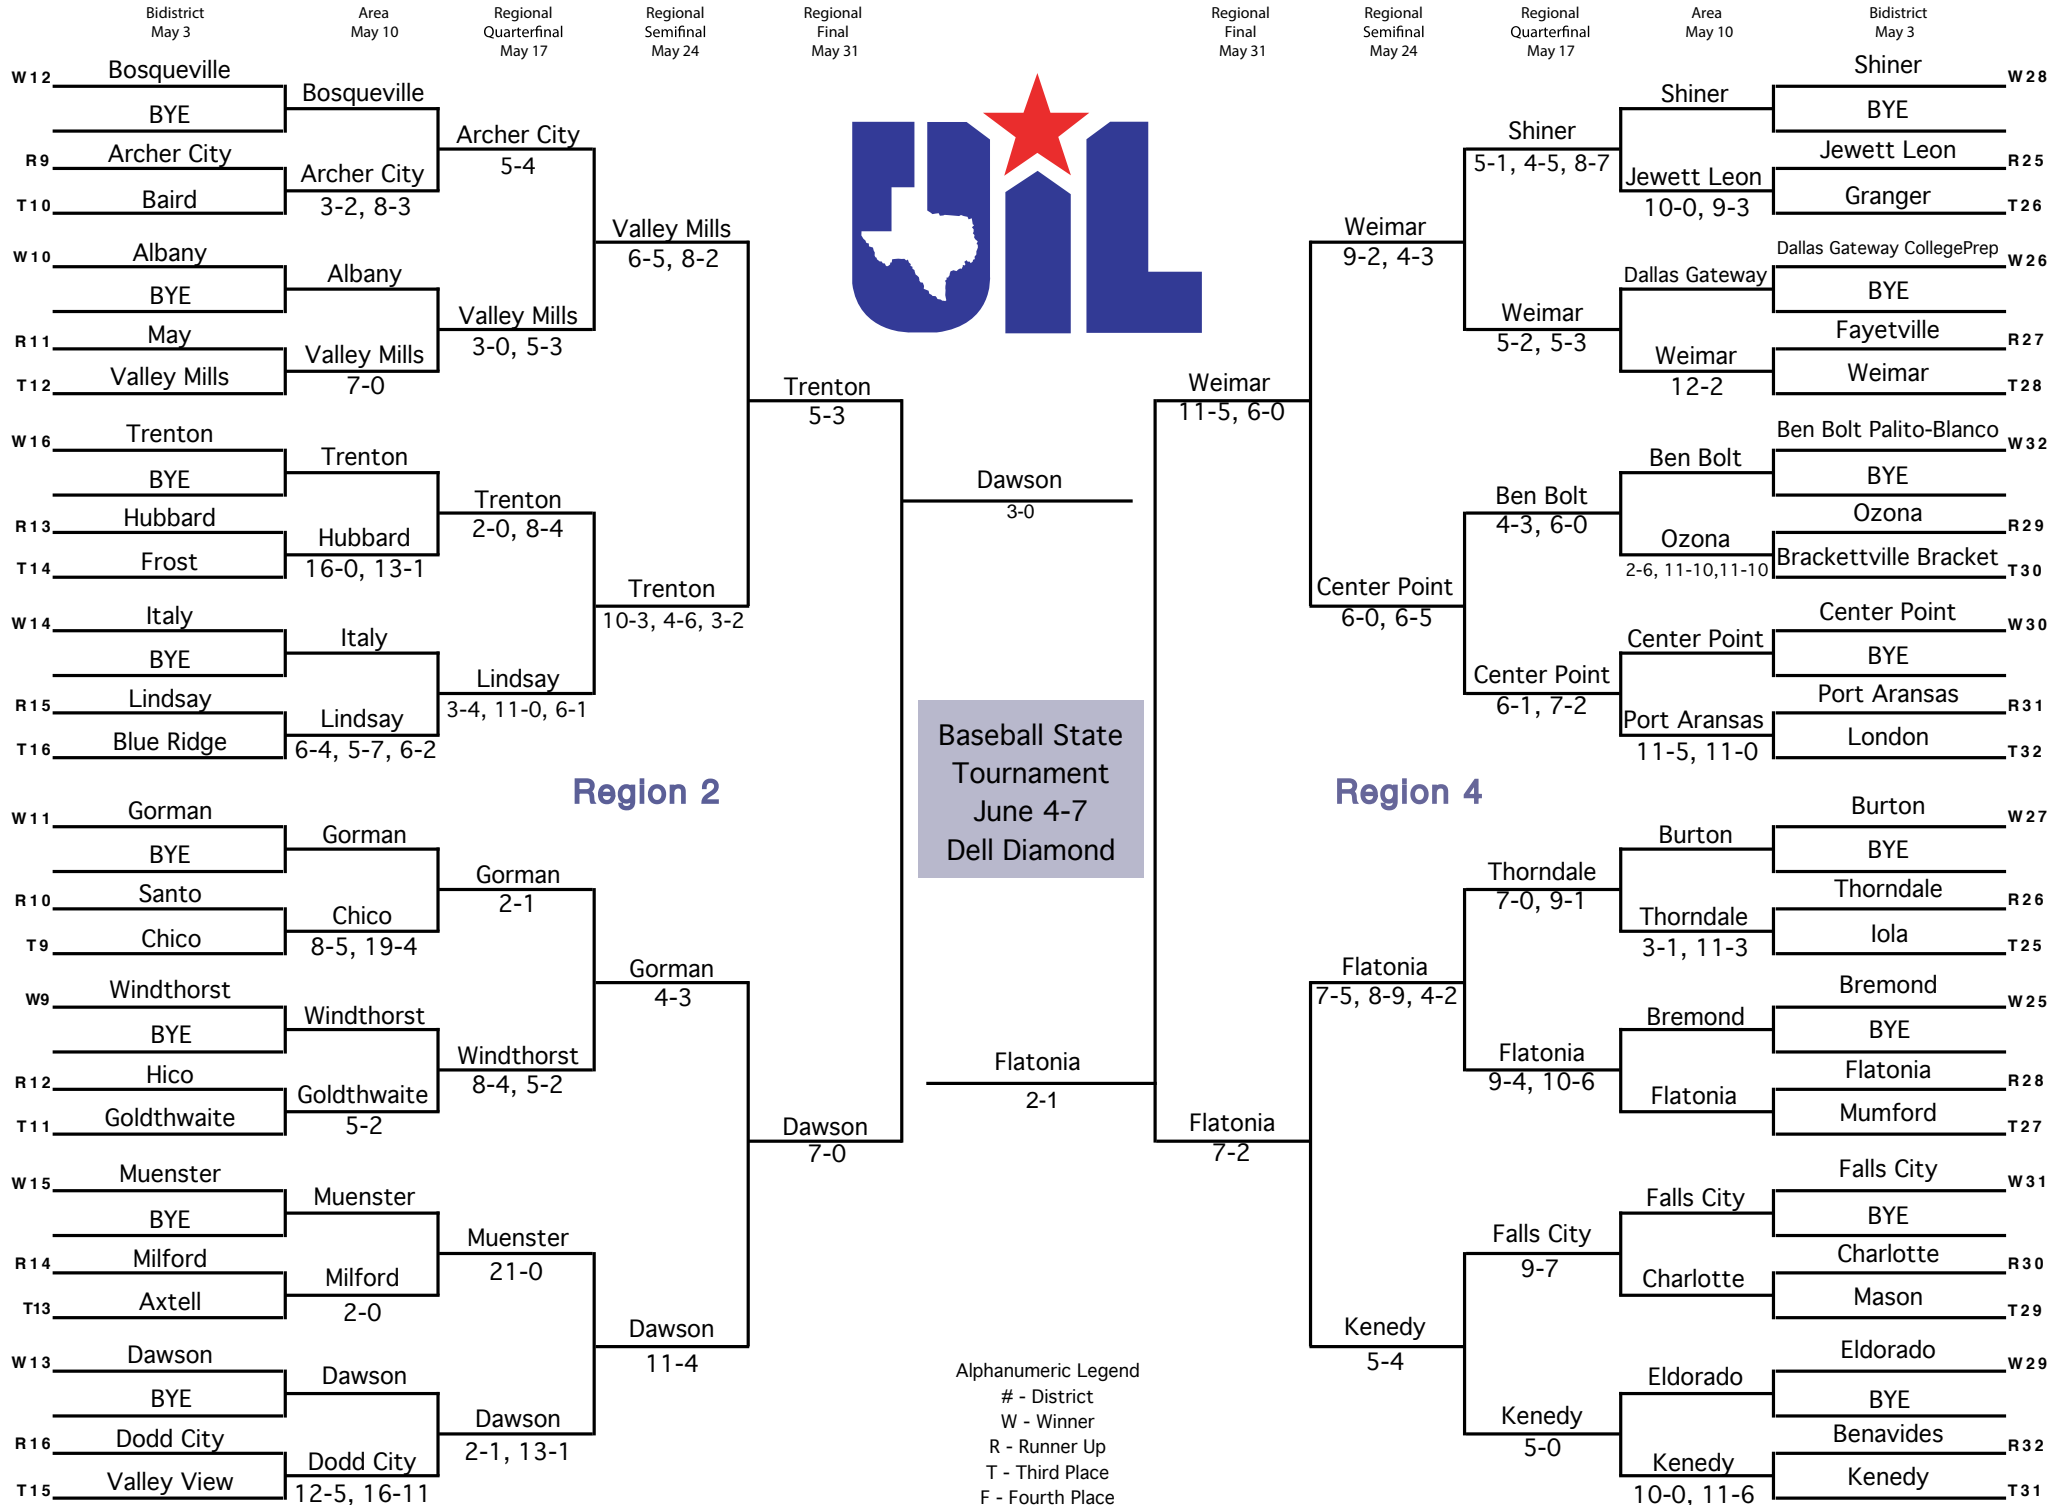 Bidistrict
May 3
Area
May 10
Regional
Quarterfinal
May 17
Regional
Semifinal
May 24
Regional
Final
May 31
Regional
Final
May 31
Regional
Semifinal
May 24
Regional
Quarterfinal
May 17
Area
May 10
Bidistrict
May 3
W12
Bosqueville
BYE
R9
Archer City
T10
Baird
W10
Albany
BYE
R11
May
T12
Valley Mills
W16
Trenton
BYE
R13
Hubbard
T14
Frost
W14
Italy
BYE
R15
Lindsay
T16
Blue Ridge
W11
Gorman
BYE
R10
Santo
T9
Chico
W9
Windthorst
BYE
R12
Hico
T11
Goldthwaite
W15
Muenster
BYE
R14
Milford
T13
Axtell
W13
Dawson
BYE
R16
Dodd City
T15
Valley View
Bosqueville
Archer City
3-2, 8-3
Albany
Valley Mills
7-0
Trenton
Hubbard
16-0, 13-1
Italy
Lindsay
6-4, 5-7, 6-2
Gorman
Chico
8-5, 19-4
Windthorst
Goldthwaite
5-2
Muenster
Milford
2-0
Dawson
Dodd City
12-5, 16-11
Archer City
5-4
Valley Mills
3-0, 5-3
Trenton
2-0, 8-4
Lindsay
3-4, 11-0, 6-1
Gorman
2-1
Windthorst
8-4, 5-2
Muenster
21-0
Dawson
2-1, 13-1
Valley Mills
6-5, 8-2
Trenton
10-3, 4-6, 3-2
Region 2
Gorman
4-3
Dawson
11-4
Trenton
5-3
Dawson
7-0
UIL
Dawson
3-0
Baseball State
Tournament
June 4-7
Dell Diamond
Flatonia
2-1
Alphanumeric Legend
# - District
W - Winner
R - Runner Up
T - Third Place
F - Fourth Place
Weimar
11-5, 6-0
Flatonia
7-2
Weimar
9-2, 4-3
Center Point
6-0, 6-5
Region 4
Flatonia
7-5, 8-9, 4-2
Kenedy
5-4
Shiner
5-1, 4-5, 8-7
Weimar
5-2, 5-3
Ben Bolt
4-3, 6-0
Center Point
6-1, 7-2
Thorndale
7-0, 9-1
Flatonia
9-4, 10-6
Falls City
9-7
Kenedy
5-0
Shiner
Jewett Leon
10-0, 9-3
Dallas Gateway
Weimar
12-2
Ben Bolt
Ozona
2-6, 11-10,11-10
Center Point
Port Aransas
11-5, 11-0
Burton
Thorndale
3-1, 11-3
Bremond
Flatonia
Falls City
Charlotte
Eldorado
Kenedy
10-0, 11-6
Shiner
W28
BYE
Jewett Leon
R25
Granger
T26
Dallas Gateway CollegePrep
W26
BYE
Fayetville
R27
Weimar
T28
Ben Bolt Palito-Blanco
W32
BYE
Ozona
R29
Brackettville Bracket
T30
Center Point
W30
BYE
Port Aransas
R31
London
T32
Burton
W27
BYE
Thorndale
R26
Iola
T25
Bremond
W25
BYE
Flatonia
R28
Mumford
T27
Falls City
W31
BYE
Charlotte
R30
Mason
T29
Eldorado
W29
BYE
Benavides
R32
Kenedy
T31